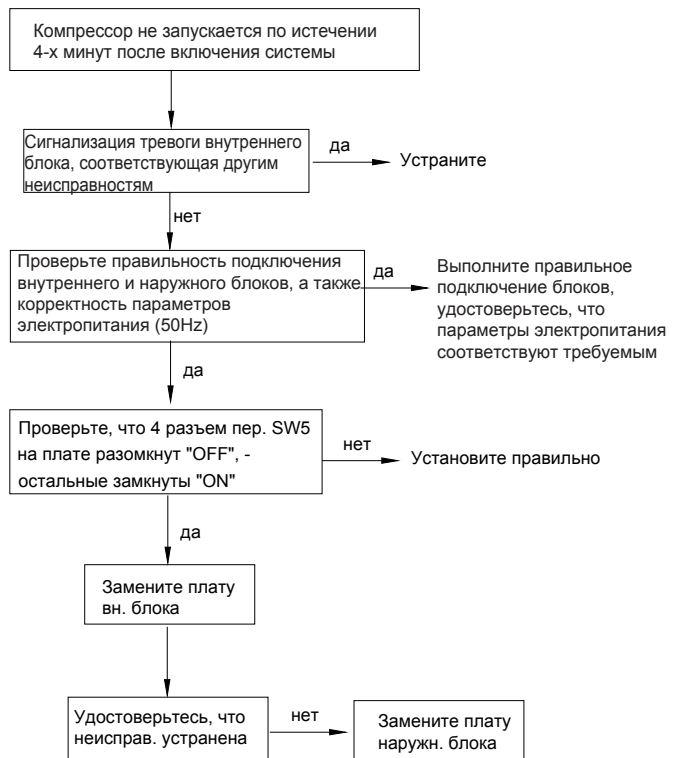 Компрессор не запускается по истечении
4-х минут после включения системы
Сигнализация тревоги внутреннего
блока, соответствующая другим
неисправностям
да
Устраните
нет
Проверьте правильность подключения
внутреннего и наружного блоков, а также
корректность параметров
электропитания (50Hz)
да
Выполните правильное
подключение блоков,
удостоверьтесь, что
параметры электропитания
соответствуют требуемым
да
Проверьте, что 4 разъем пер. SW5
на плате разомкнут "OFF", -
остальные замкнуты "ON"
нет
Установите правильно
да
Замените плату
вн. блока
Удостоверьтесь, что
неисправ. устранена
нет
Замените плату
наружн. блока